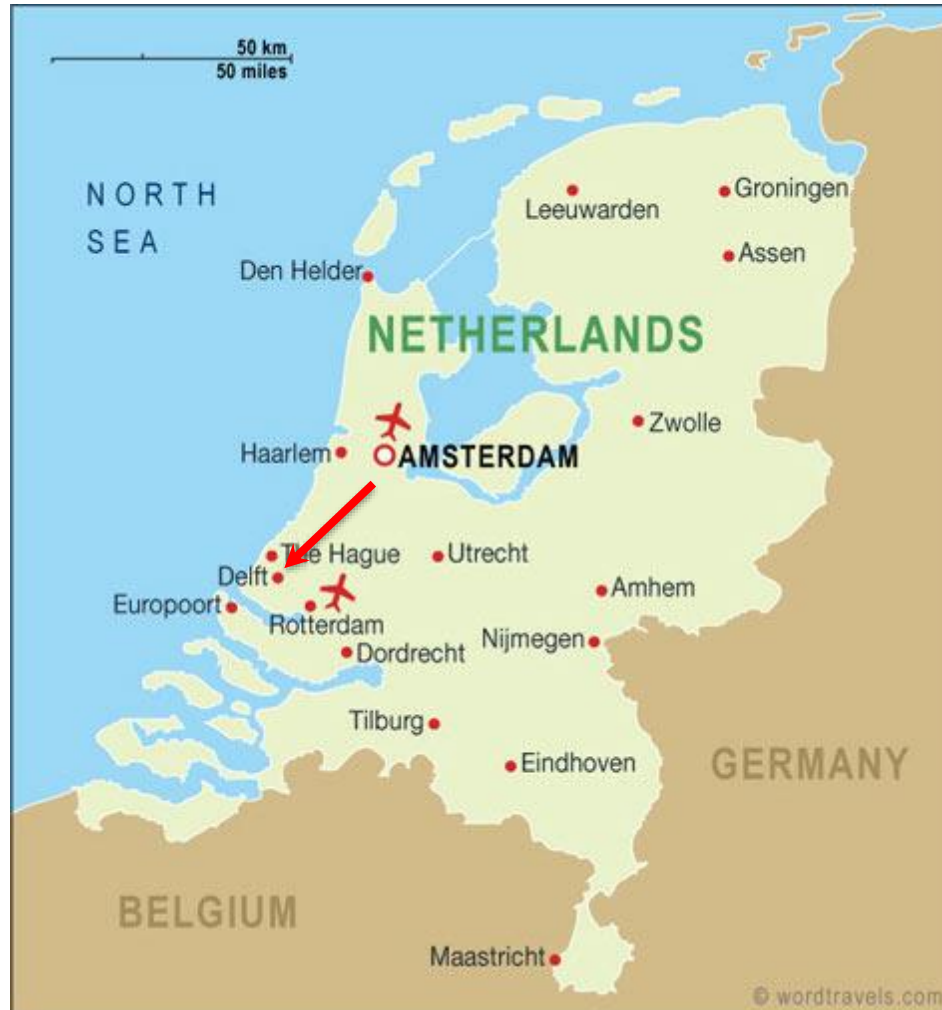 50 km
50 miles
NORTH
SEA
Leeuwarden
Groningen
Assen
Den Helder
NETHERLANDS
Zwolle
Haarlem
AMSTERDAM
The Hague
Utrecht
Delft
Amhem
Europoort
Rotterdam
Nijmegen
Dordrecht
Tilburg
Eindhoven
GERMANY
BELGIUM
Maastricht
© wordtravels.com